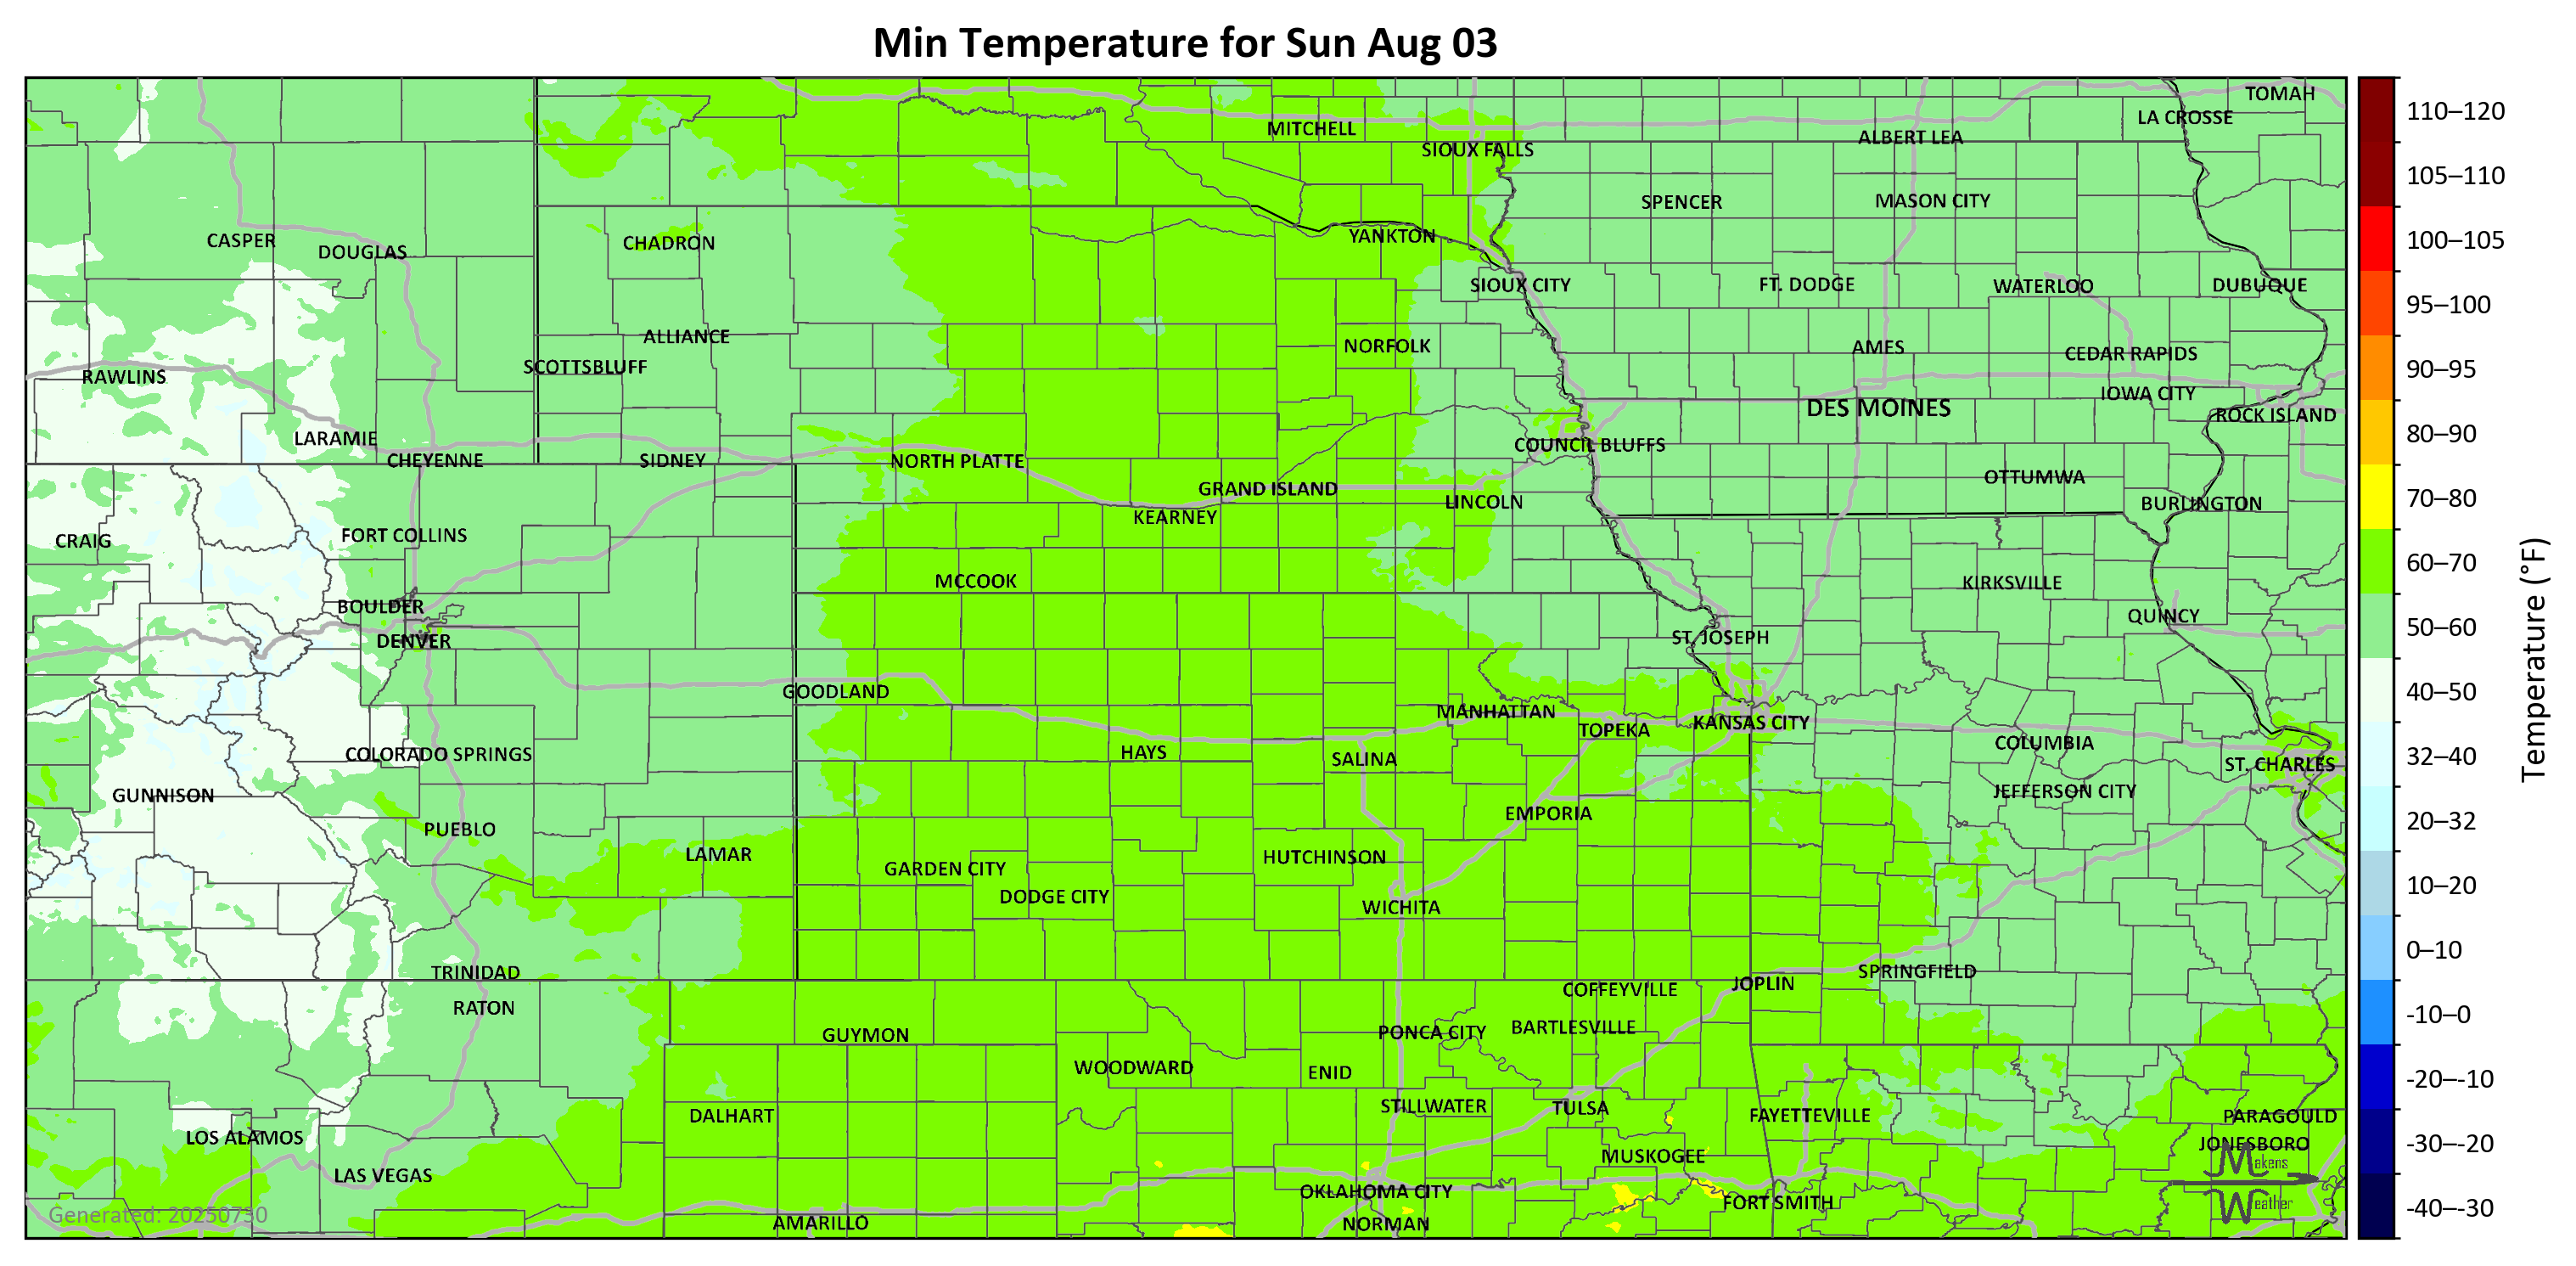 Min Temperature for Sun Aug 03
TOMAH
LA CROSSE
MITCHELL
ALBERT LEA
SIOUX FALLS
SPENCER
MASON CITY
CASPER
CHADRON
YANKTON
DOUGLAS
SIOUX CITY
FT. DODGE
WATERLOO
DUBUQUE
ALLIANCE
NORFOLK
AMES
CEDAR RAPIDS
SCOTTSBLUFF
RAWLINS
IOWA CITY
DES MOINES
ROCK ISLAND
LARAMIE
COUNCIL BLUFFS
CHEYENNE
SIDNEY
NORTH PLATTE
OTTUMWA
GRAND ISLAND
LINCOLN
BURLINGTON
KEARNEY
FORT COLLINS
CRAIG
MCCOOK
KIRKSVILLE
BOULDER
QUINCY
DENVER
ST. JOSEPH
GOODLAND
MANHATTAN
KANSAS CITY
TOPEKA
COLUMBIA
COLORADO SPRINGS
HAYS
SALINA
ST. CHARLES
JEFFERSON CITY
GUNNISON
EMPORIA
PUEBLO
LAMAR
HUTCHINSON
GARDEN CITY
DODGE CITY
WICHITA
TRINIDAD
SPRINGFIELD
JOPLIN
COFFEYVILLE
RATON
BARTLESVILLE
PONCA CITY
GUYMON
WOODWARD
ENID
STILLWATER
TULSA
DALHART
FAYETTEVILLE
PARAGOULD
LOS ALAMOS
JONESBORO
MUSKOGEE
LAS VEGAS
OKLAHOMA CITY
FORT SMITH
AMARILLO
NORMAN
Generated: 20250730
Makens
Weather
110–120
105–110
100–105
95–100
90–95
80–90
70–80
60–70
50–60
40–50
32–40
20–32
10–20
0–10
-10–0
-20–-10
-30–-20
-40–-30
Temperature (°F)